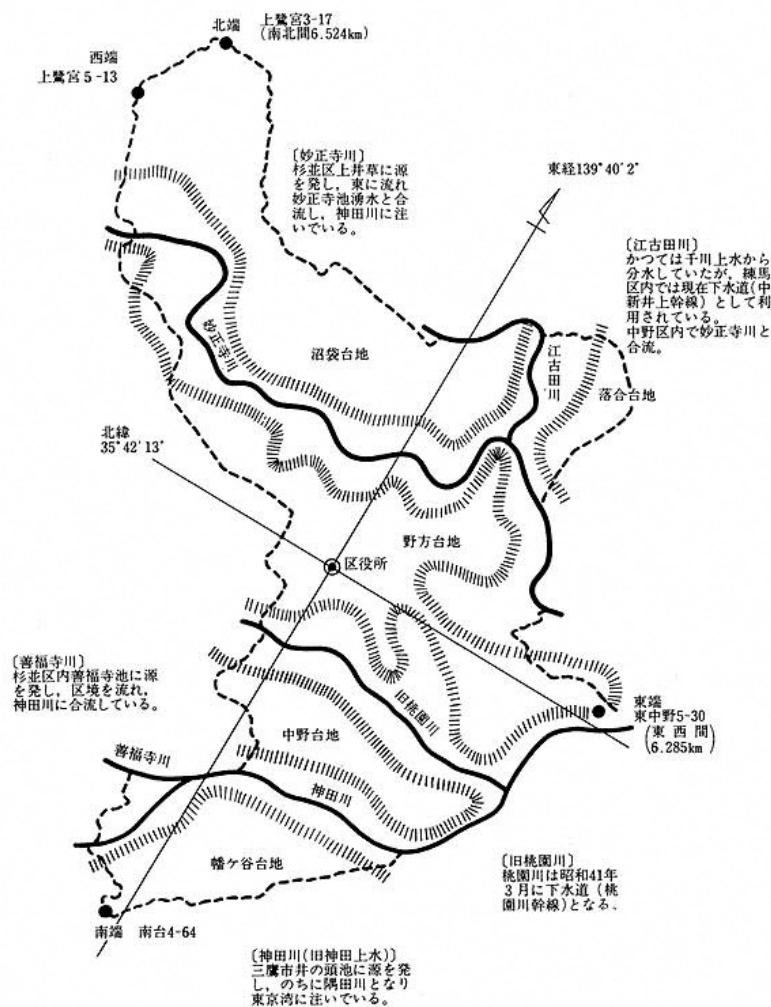 北端
上鷺宮3-17
(南北間6.524km)
西端
上鷺宮5-13
〔妙正寺川〕
杉並区上井草に源
を発し，東に流れ
妙正寺池湧水と合
流し，神田川に注
いでいる。
東経139°40′2″
〔江古田川〕
かつては千川上水から
分水していたが，練馬
区内では現在下水道(中
新井上幹線）として利
用されている。
中野区内で妙正寺川と
合流。
妙正寺川
沼袋台地
江古田川
落合台地
北緯
35°42′13″
野方台地
区役所
〔善福寺川〕
杉並区内善福寺池に源
を発し，区境を流れ，
神田川に合流している。
旧桃園川
東端
東中野5-30
(東西間
6.285km)
中野台地
善福寺川
神田川
幡ケ谷台地
〔旧桃園川〕
桃園川は昭和41年
3月に下水道（桃
園川幹線)となる。
南端　南台4-64
〔神田川(旧神田上水)〕
三鷹市井の頭池に源を発
し，のちに隅田川となり
東京湾に注いでいる。